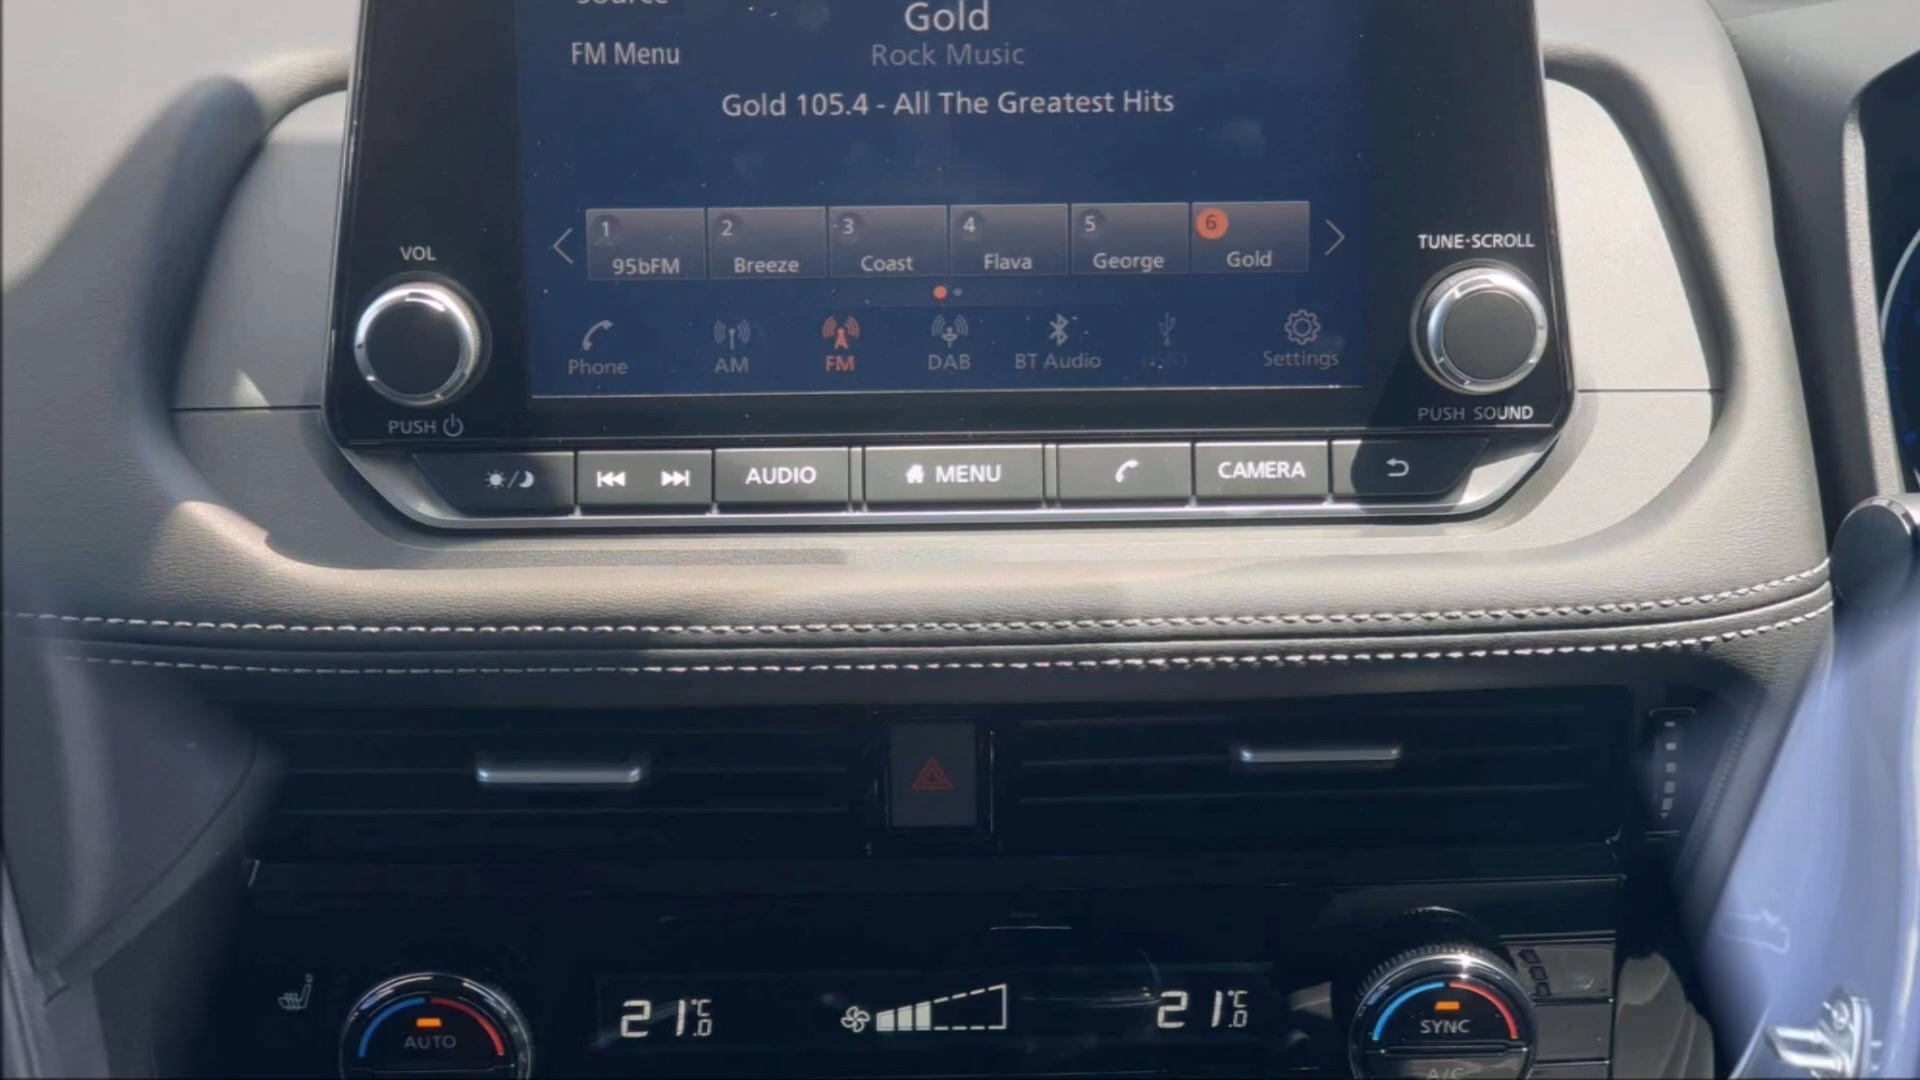 Source
Gold
FM Menu
Rock Music
Gold 105.4 - All The Greatest Hits
1
2
3
4
5
6
95bFM
Breeze
Coast
Flava
George
Gold
VOL
TUNE·SCROLL
Phone
AM
FM
DAB
BT Audio
Settings
PUSH
PUSH SOUND
AUDIO
MENU
CAMERA
21°C
21°C
AUTO
SYNC
A/C